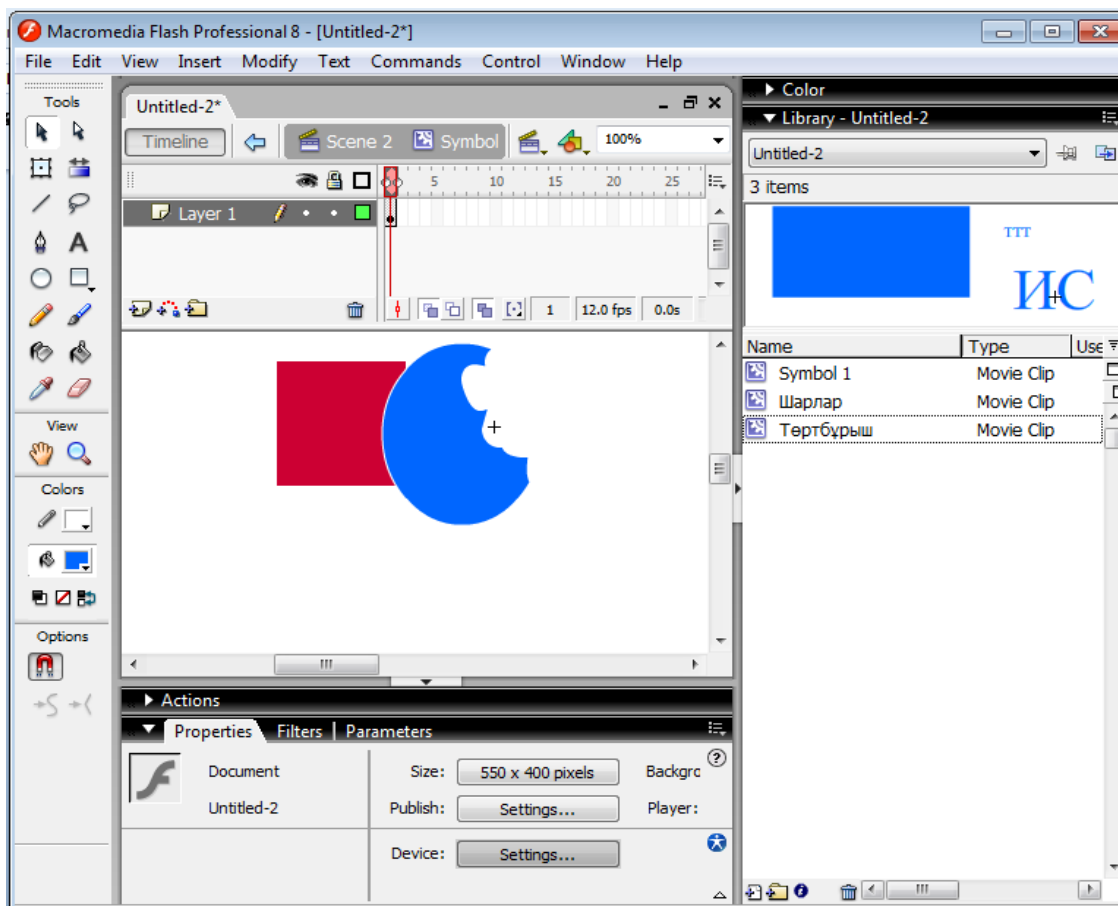 Macromedia Flash Professional 8 - [Untitled-2*]
File Edit View Insert Modify Text Commands Control Window Help
Tools
Untitled-2*
Timeline Scene 2 Symbol 100%
5 10 15 20 25
Layer 1
1 12.0 fps 0.0s
View
Colors
Options
Actions
Properties Filters Parameters
Document Size: 550 x 400 pixels Backgrc
Untitled-2 Publish: Settings... Player:
Device: Settings...
Color
Library - Untitled-2
Untitled-2
3 items
ттт
ИС
Name Type Use
Symbol 1 Movie Clip
Шарлар Movie Clip
Төртбұрыш Movie Clip